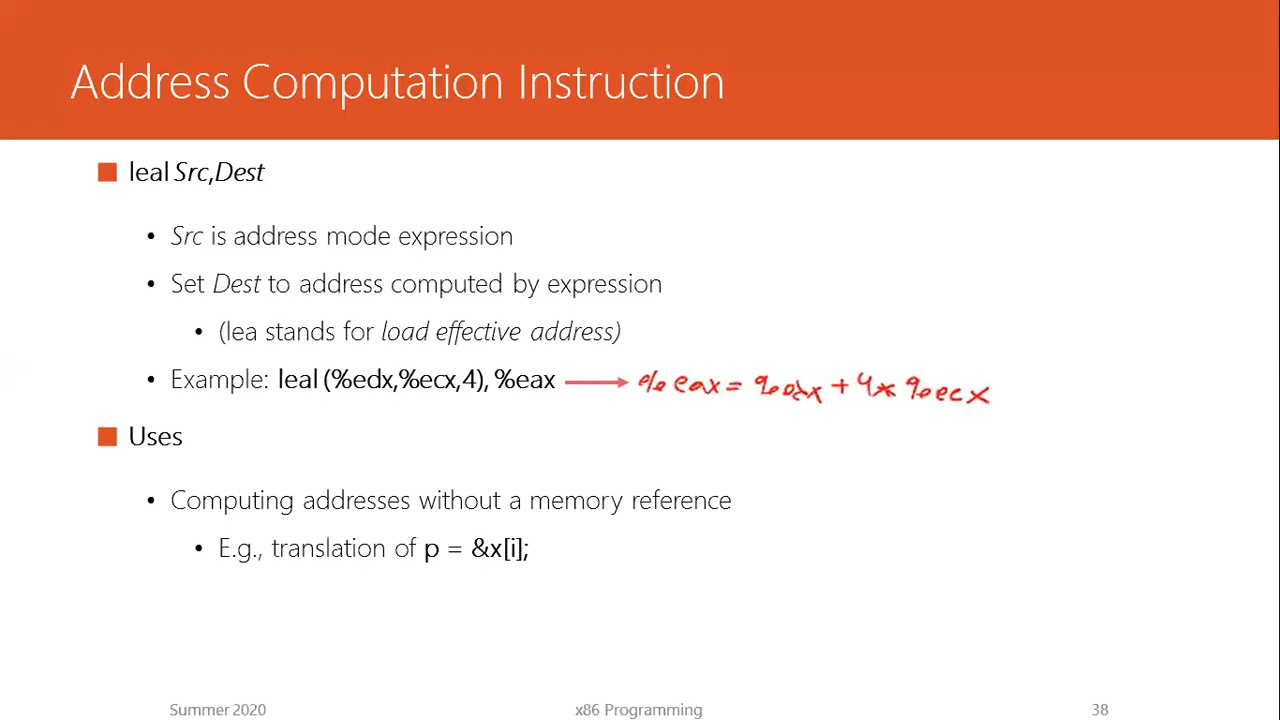 Address Computation Instruction
leal Src,Dest
• Src is address mode expression
• Set Dest to address computed by expression
• (lea stands for load effective address)
• Example: leal (%edx,%ecx,4), %eax → %eax = %edx + 4* %ecx
Uses
• Computing addresses without a memory reference
• E.g., translation of p = &x[i];
Summer 2020 x86 Programming 38